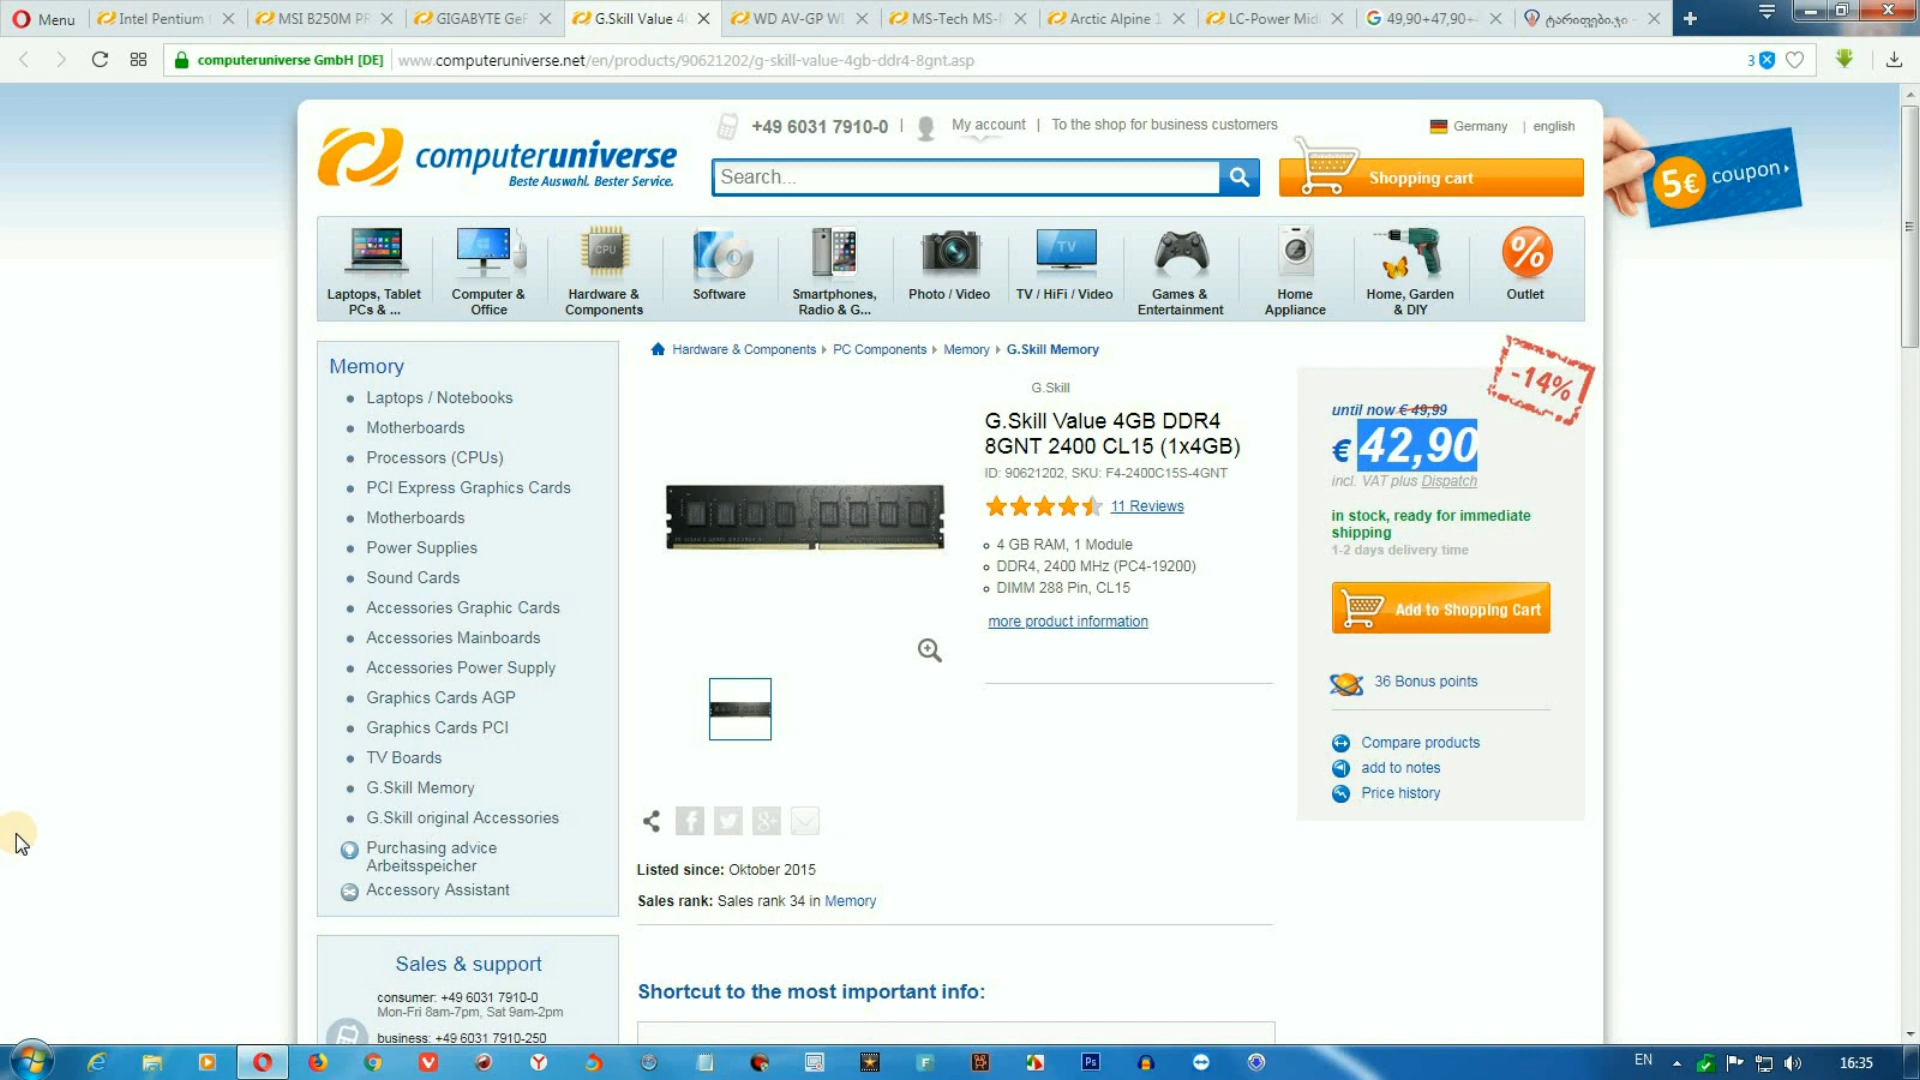 Menu
Intel Pentium
MSI B250M PR
GIGABYTE GeF
G.Skill Value 4G
WD AV-GP WD
MS-Tech MS-
Arctic Alpine 1
LC-Power Midi
49,90+47,90+
ტარიფები.ჯი
computeruniverse GmbH [DE]
www.computeruniverse.net/en/products/90621202/g-skill-value-4gb-ddr4-8gnt.asp
3
computeruniverse
Beste Auswahl. Bester Service.
+49 6031 7910-0 | My account | To the shop for business customers
Germany | english
Search...
Shopping cart
5€ coupon
CPU
TV
%
Laptops, Tablet PCs & ...
Computer & Office
Hardware & Components
Software
Smartphones, Radio & G...
Photo / Video
TV / HiFi / Video
Games & Entertainment
Home Appliance
Home, Garden & DIY
Outlet
Memory
Laptops / Notebooks
Motherboards
Processors (CPUs)
PCI Express Graphics Cards
Motherboards
Power Supplies
Sound Cards
Accessories Graphic Cards
Accessories Mainboards
Accessories Power Supply
Graphics Cards AGP
Graphics Cards PCI
TV Boards
G.Skill Memory
G.Skill original Accessories
Purchasing advice
Arbeitsspeicher
Accessory Assistant
Sales & support
consumer: +49 6031 7910-0
Mon-Fri 8am-7pm, Sat 9am-2pm
business: +49 6031 7910-250
Hardware & Components
PC Components
Memory
G.Skill Memory
G.Skill
G.Skill Value 4GB DDR4
8GNT 2400 CL15 (1x4GB)
ID: 90621202, SKU: F4-2400C15S-4GNT
11 Reviews
4 GB RAM, 1 Module
DDR4, 2400 MHz (PC4-19200)
DIMM 288 Pin, CL15
more product information
Listed since: Oktober 2015
Sales rank: Sales rank 34 in Memory
Shortcut to the most important info:
-14%
until now € 49,99
€ 42,90
incl. VAT plus Dispatch
in stock, ready for immediate
shipping
1-2 days delivery time
Add to Shopping Cart
36 Bonus points
Compare products
add to notes
Price history
EN
16:35